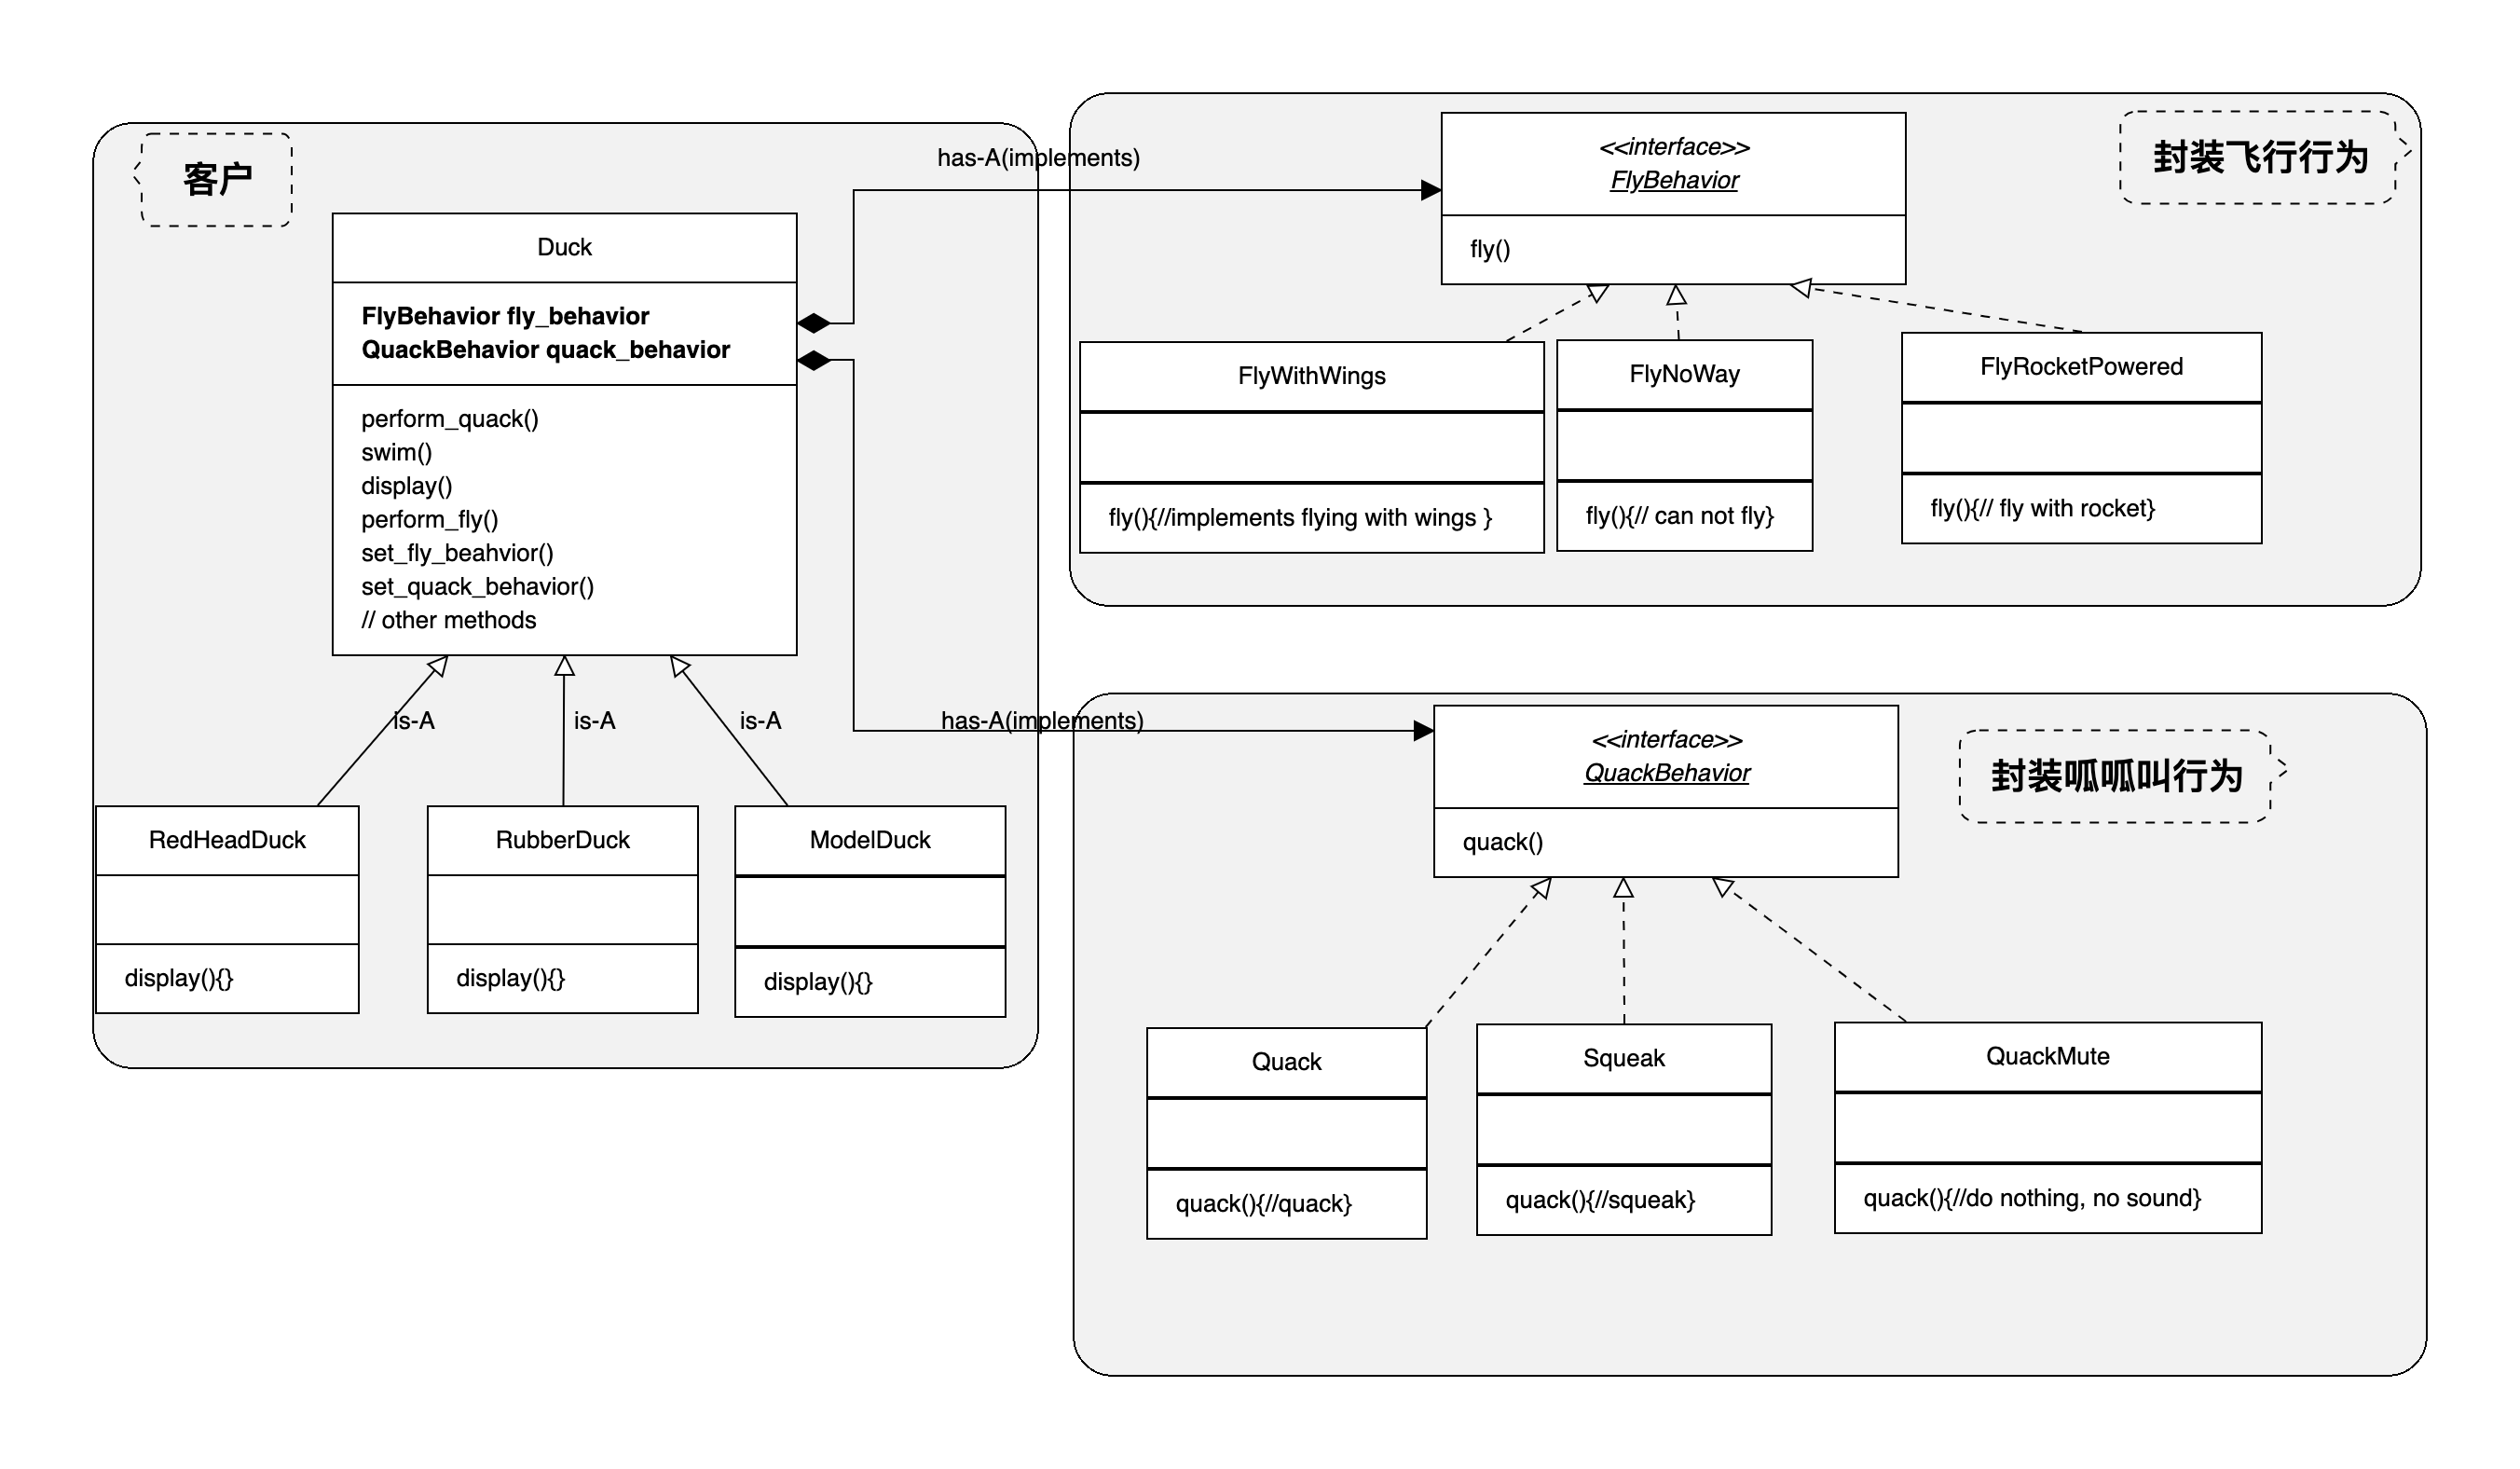 客户
Duck
FlyBehavior fly_behavior
QuackBehavior quack_behavior
perform_quack()
swim()
display()
perform_fly()
set_fly_beahvior()
set_quack_behavior()
// other methods
is-A
is-A
is-A
RedHeadDuck
display(){}
RubberDuck
display(){}
ModelDuck
display(){}
has-A(implements)
<<interface>>
FlyBehavior
fly()
封装飞行行为
FlyWithWings
fly(){//implements flying with wings }
FlyNoWay
fly(){// can not fly}
FlyRocketPowered
fly(){// fly with rocket}
has-A(implements)
<<interface>>
QuackBehavior
quack()
封装呱呱叫行为
Quack
quack(){//quack}
Squeak
quack(){//squeak}
QuackMute
quack(){//do nothing, no sound}